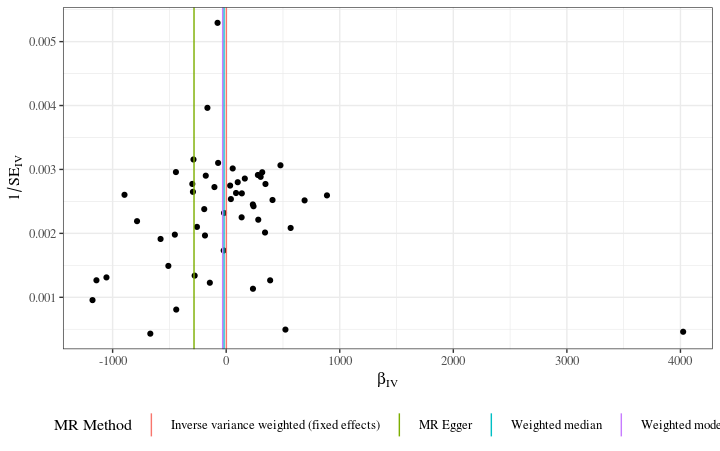 0.005
0.004
0.003
0.002
0.001
1/SE_IV
-1000 0 1000 2000 3000 4000
β_IV
MR Method Inverse variance weighted (fixed effects) MR Egger Weighted median Weighted mode